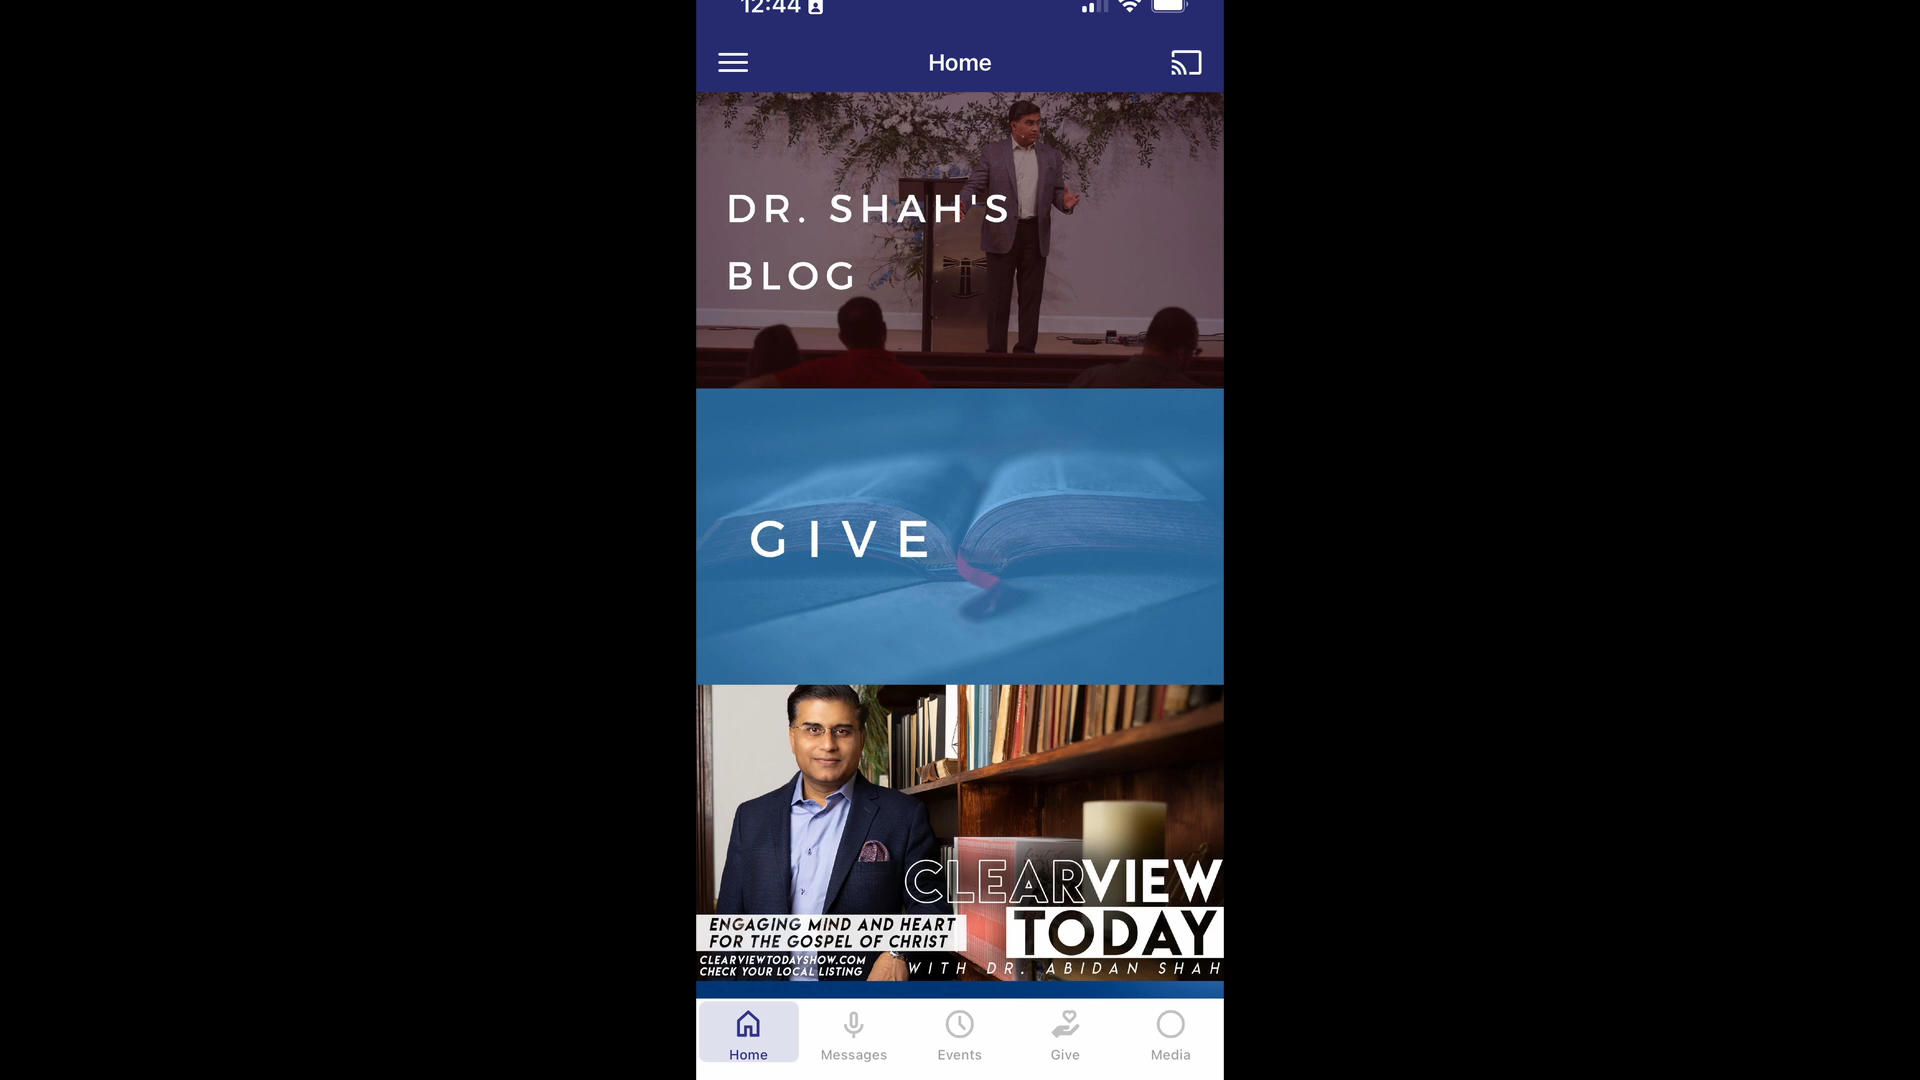 12:44
Home
DR. SHAH'S
BLOG
GIVE
CLEARVIEW
TODAY
WITH DR. ABIDAN SHAH
ENGAGING MIND AND HEART
FOR THE GOSPEL OF CHRIST
CLEARVIEWTODAYSHOW.COM
CHECK YOUR LOCAL LISTING
Home
Messages
Events
Give
Media